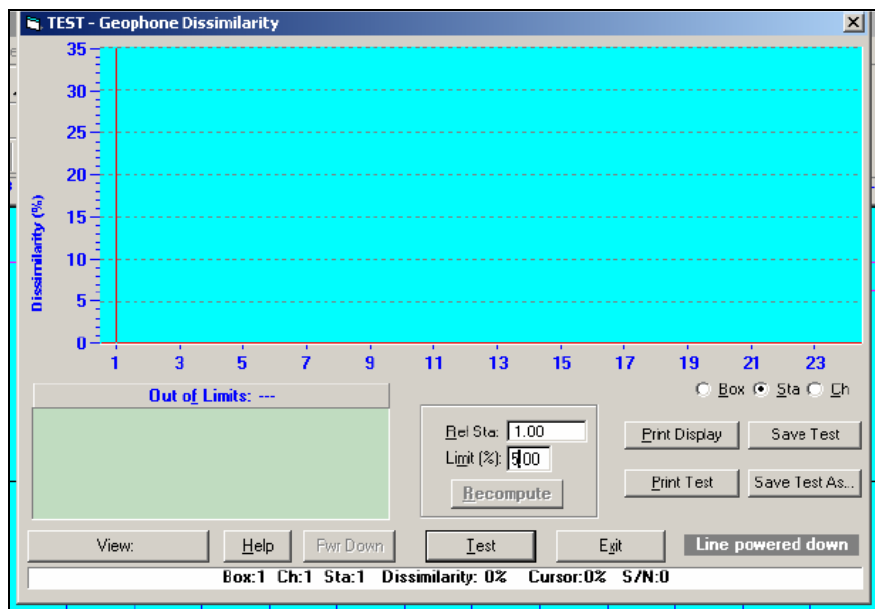 TEST - Geophone Dissimilarity
35
30
25
20
15
10
5
0
Dissimilarity (%)
1 3 5 7 9 11 13 15 17 19 21 23
Out of Limits: ---
Box Sta Ch
Rel Sta: 1.00
Limit (%): 5.00
Recompute
Print Display Save Test
Print Test Save Test As...
View: Help Pwr Down Test Exit Line powered down
Box:1 Ch:1 Sta:1 Dissimilarity: 0% Cursor:0% S/N:0